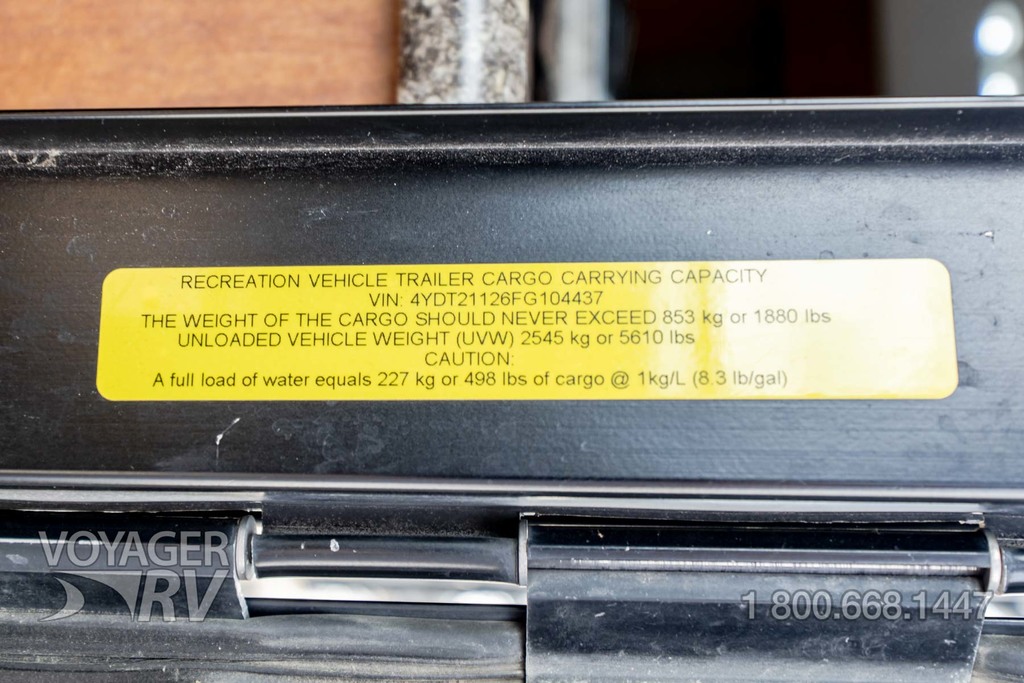 RECREATION VEHICLE TRAILER CARGO CARRYING CAPACITY
VIN: 4YDT21126FG104437
THE WEIGHT OF THE CARGO SHOULD NEVER EXCEED 853 kg or 1880 lbs
UNLOADED VEHICLE WEIGHT (UVW) 2545 kg or 5610 lbs
CAUTION:
A full load of water equals 227 kg or 498 lbs of cargo @ 1kg/L (8.3 lb/gal)
VOYAGER
RV
1 800.668.1447